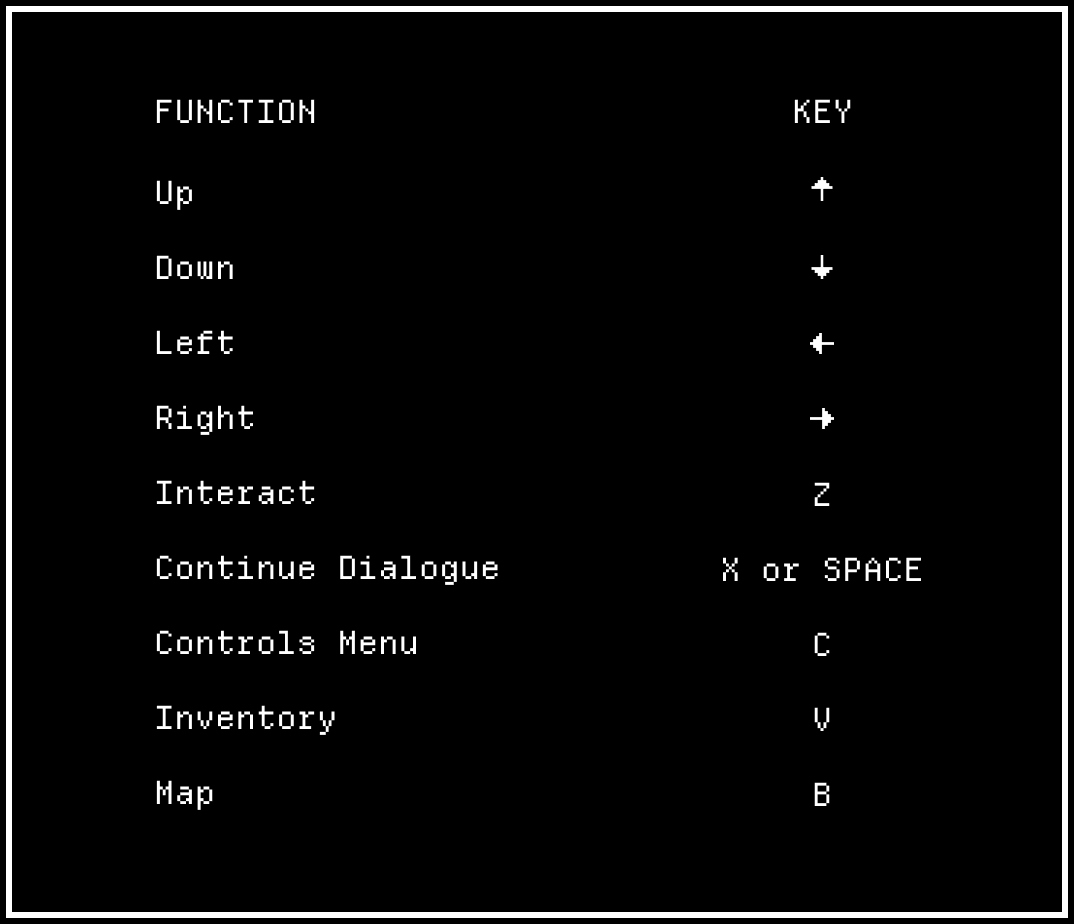 FUNCTION KEY
Up ↑
Down ↓
Left ←
Right →
Interact Z
Continue Dialogue X or SPACE
Controls Menu C
Inventory V
Map B